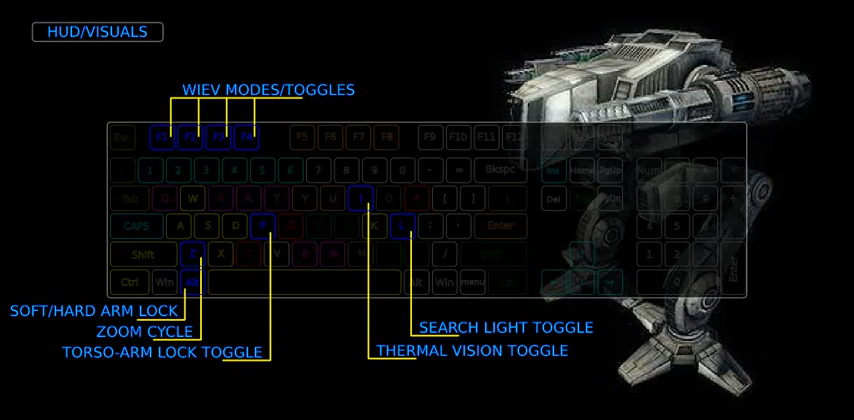 HUD/VISUALS
WIEV MODES/TOGGLES
Esc F1 F2 F3 F4 F5 F6 F7 F8 F9 F10 F11 F12
1 2 3 4 5 6 7 8 9 0 - = Bkspc Ins Home PgUp Num
Tab Q W E R T Y U I O P [ ] \ Del
CAPS A S D F K L ; ' Enter 4 5 6
Shift Z X C V B N M / 1 2 3 Enter
Ctrl Win Alt Alt Win menu Ctrl 0 .
SOFT/HARD ARM LOCK
ZOOM CYCLE
TORSO-ARM LOCK TOGGLE
SEARCH LIGHT TOGGLE
THERMAL VISION TOGGLE